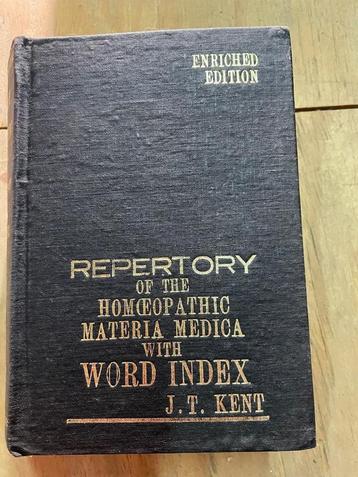 ENRICHED
EDITION
REPERTORY
OF THE
HOMŒOPATHIC
MATERIA MEDICA
WITH
WORD INDEX
J.T. KENT